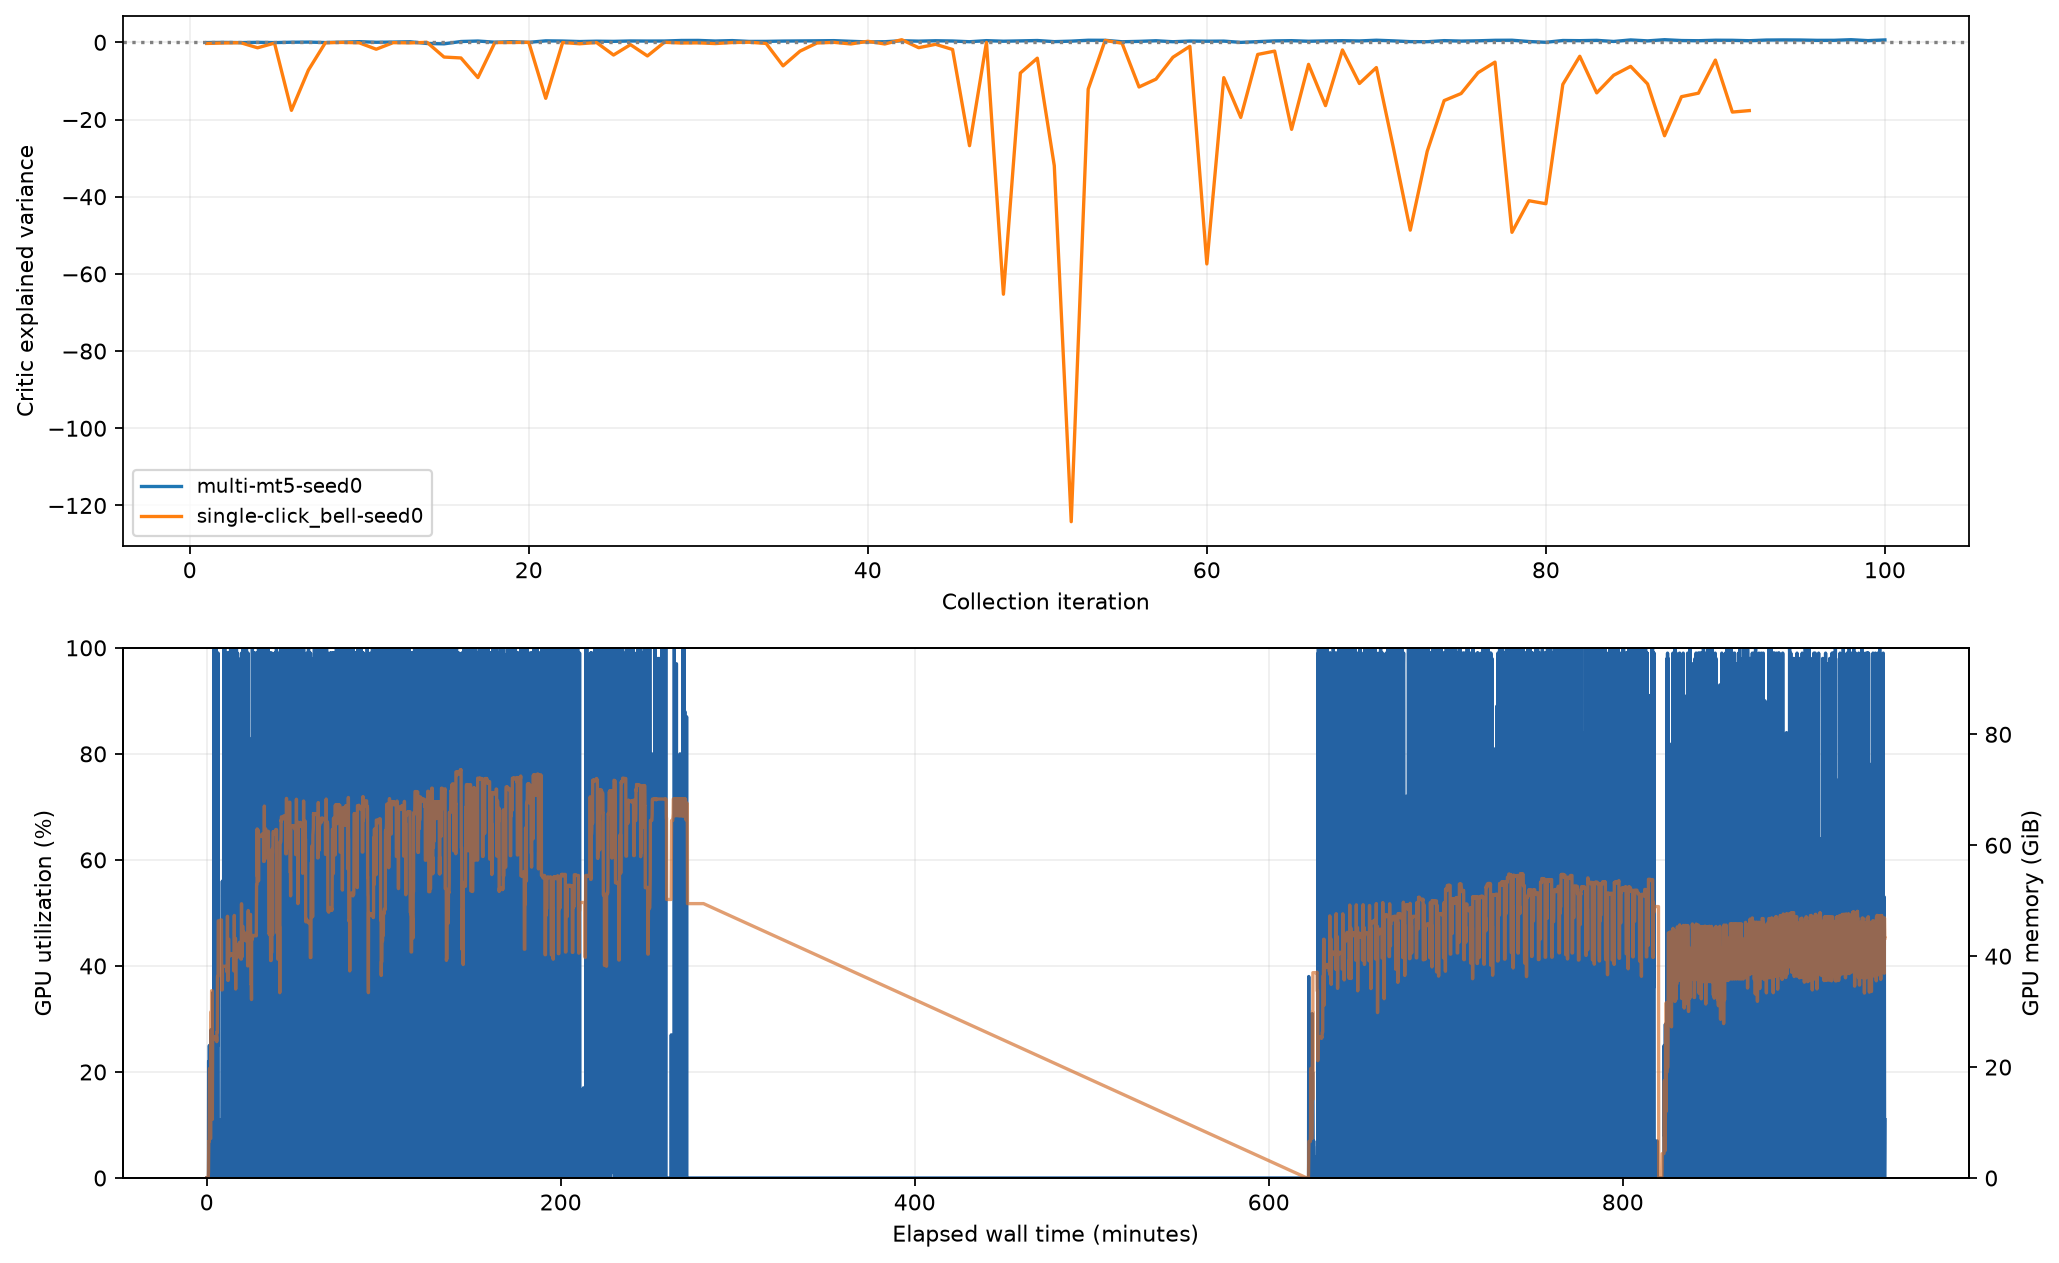 0
−20
−40
−60
−80
−100
−120
Critic explained variance
multi-mt5-seed0
single-click_bell-seed0
0 20 40 60 80 100
Collection iteration
100
80
60
40
20
0
GPU utilization (%)
80
60
40
20
0
GPU memory (GiB)
0 200 400 600 800
Elapsed wall time (minutes)